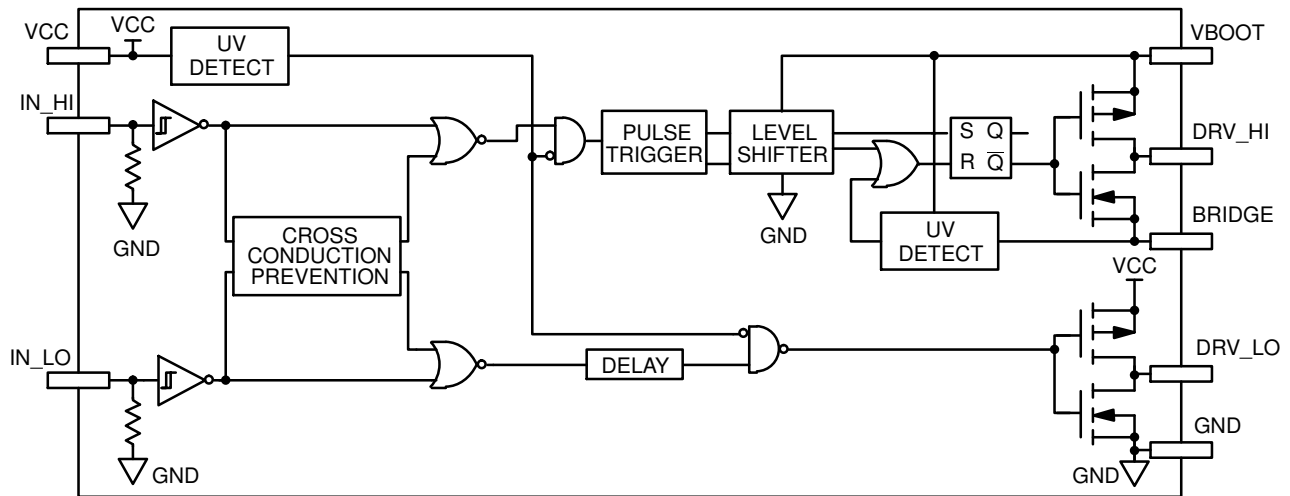 VCC
VCC
UV
DETECT
VBOOT
IN_HI
PULSE
TRIGGER
LEVEL
SHIFTER
S Q
R Q̅
DRV_HI
GND
CROSS
CONDUCTION
PREVENTION
GND
UV
DETECT
BRIDGE
VCC
IN_LO
DELAY
DRV_LO
GND
GND
GND